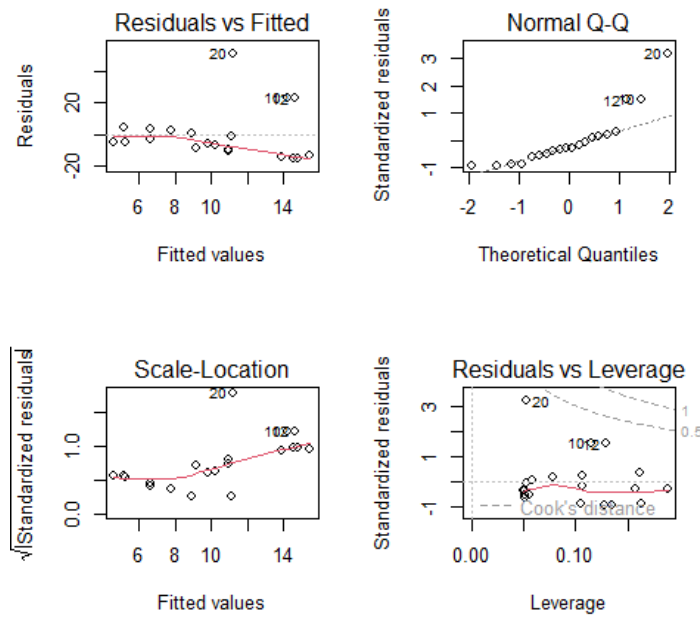 Residuals vs Fitted
Residuals
20
-20
20
12
6 8 10 12 14
Fitted values
Normal Q-Q
Standardized residuals
3
1
-1
20
12
10
-2 -1 0 1 2
Theoretical Quantiles
Scale-Location
√|Standardized residuals
1.0
0.0
20
6 8 10 12 14
Fitted values
Residuals vs Leverage
Standardized residuals
3
1
-1
20
10
12
1
0.5
Cook's distance
0.00 0.10
Leverage